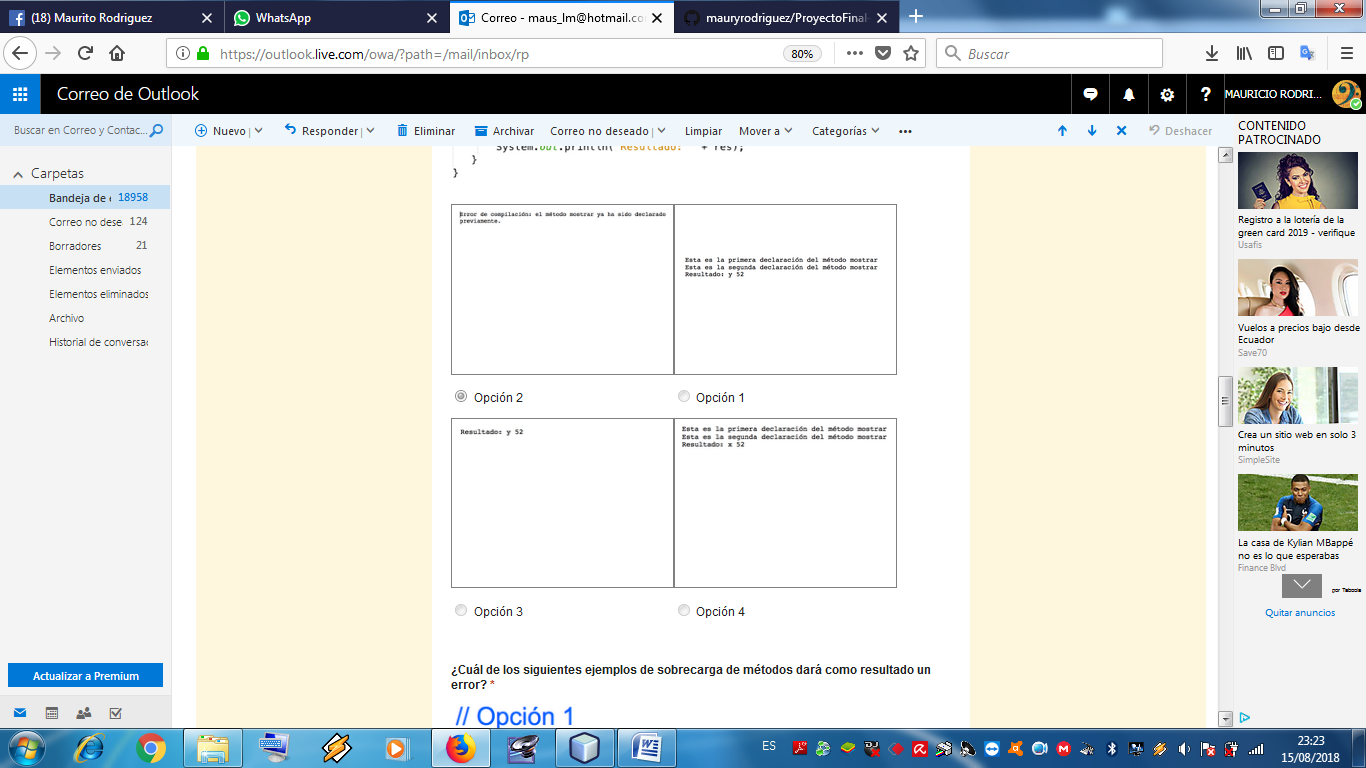 (18) Maurito Rodriguez
WhatsApp
Correo - maus_lm@hotmail.co
mauryrodriguez/ProyectoFinal-
https://outlook.live.com/owa/?path=/mail/inbox/rp
80%
Buscar
Correo de Outlook
MAURICIO RODRI...
Buscar en Correo y Contac...
Nuevo
Responder
Eliminar
Archivar
Correo no deseado
Limpiar
Mover a
Categorías
Deshacer
Carpetas
Bandeja de e 18958
Correo no dese 124
Borradores 21
Elementos enviados
Elementos eliminados
Archivo
Historial de conversac
Actualizar a Premium
System.out.println("Resultado: " + res);
}
}
Error de compilación: el método mostrar ya ha sido declarado
previamente.
Esta es la primera declaración del método mostrar
Esta es la segunda declaración del método mostrar
Resultado: y 52
Opción 2
Opción 1
Resultado: y 52
Esta es la primera declaración del método mostrar
Esta es la segunda declaración del método mostrar
Resultado: x 52
Opción 3
Opción 4
¿Cuál de los siguientes ejemplos de sobrecarga de métodos dará como resultado un
error? *
// Opción 1
CONTENIDO
PATROCINADO
Registro a la lotería de la
green card 2019 - verifique
Usafis
Vuelos a precios bajo desde
Ecuador
Save70
Crea un sitio web en solo 3
minutos
SimpleSite
La casa de Kylian MBappé
no es lo que esperabas
Finance Blvd
por Taboola
Quitar anuncios
ES
23:23
15/08/2018